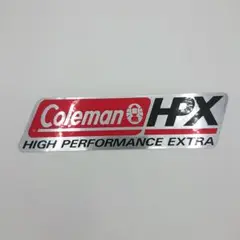 Coleman HPX
HIGH PERFORMANCE EXTRA